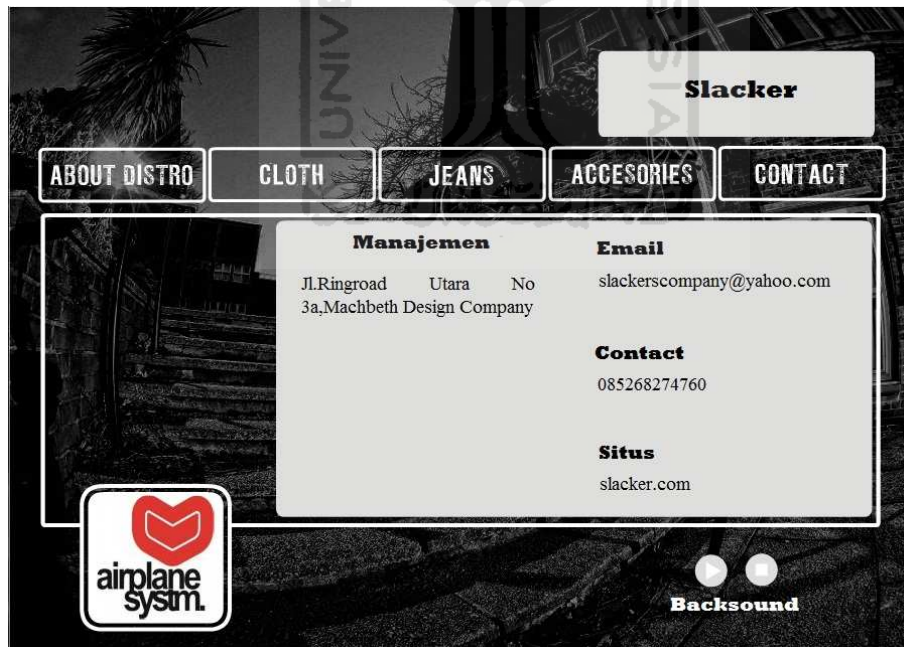 Slacker
ABOUT DISTRO
CLOTH
JEANS
ACCESORIES
CONTACT
Manajemen
Jl.Ringroad Utara No
3a,Machbeth Design Company
Email
slackerscompany@yahoo.com
Contact
085268274760
Situs
slacker.com
airplane
systm.
Backsound